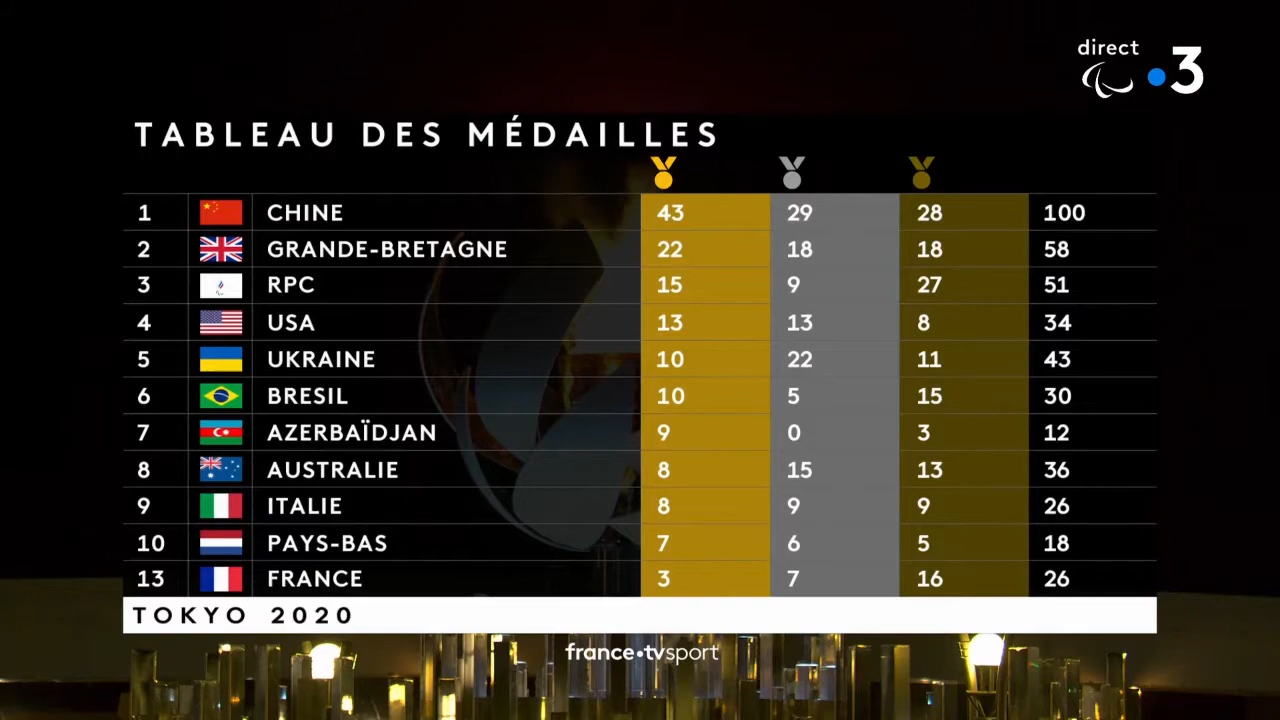 direct
3
TABLEAU DES MÉDAILLES
1 CHINE 43 29 28 100
2 GRANDE-BRETAGNE 22 18 18 58
3 RPC 15 9 27 51
4 USA 13 13 8 34
5 UKRAINE 10 22 11 43
6 BRESIL 10 5 15 30
7 AZERBAÏDJAN 9 0 3 12
8 AUSTRALIE 8 15 13 36
9 ITALIE 8 9 9 26
10 PAYS-BAS 7 6 5 18
13 FRANCE 3 7 16 26
TOKYO 2020
france•tvsport